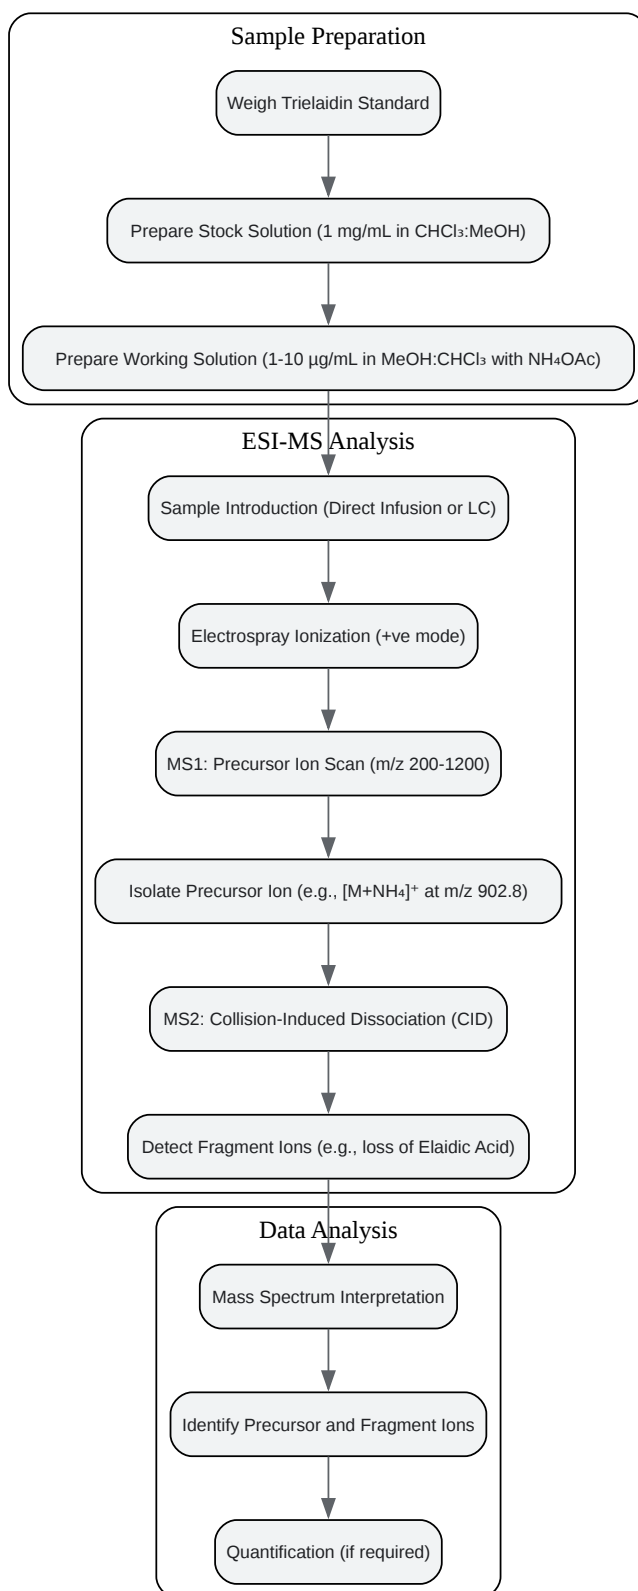 Sample Preparation
Weigh Trielaidin Standard
Prepare Stock Solution (1 mg/mL in CHCl₃:MeOH)
Prepare Working Solution (1-10 µg/mL in MeOH:CHCl₃ with NH₄OAc)
ESI-MS Analysis
Sample Introduction (Direct Infusion or LC)
Electrospray Ionization (+ve mode)
MS1: Precursor Ion Scan (m/z 200-1200)
Isolate Precursor Ion (e.g., [M+NH₄]⁺ at m/z 902.8)
MS2: Collision-Induced Dissociation (CID)
Detect Fragment Ions (e.g., loss of Elaidic Acid)
Data Analysis
Mass Spectrum Interpretation
Identify Precursor and Fragment Ions
Quantification (if required)